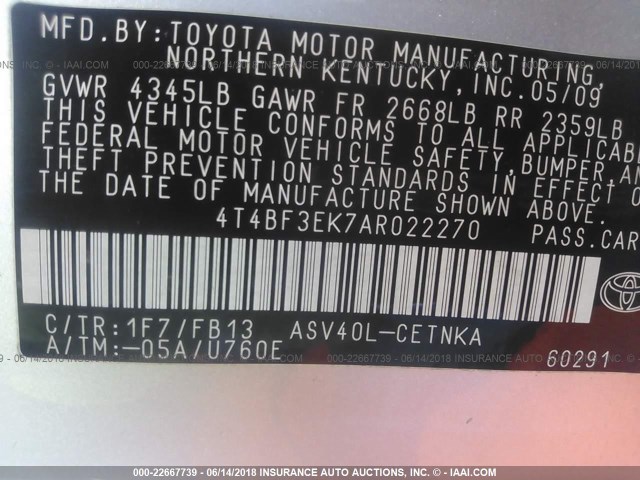 MFD. BY: TOYOTA MOTOR MANUFACTURING,
NORTHERN KENTUCKY, INC. 05/09
GVWR 4345LB GAWR FR 2668LB RR 2359LB
THIS VEHICLE CONFORMS TO ALL APPLICAB
FEDERAL MOTOR VEHICLE SAFETY, BUMPER, AN
THEFT PREVENTION STANDARDS IN EFFECT O
THE DATE OF MANUFACTURE SHOWN ABOVE.
4T4BF3EK7AR022270 PASS. CAR
C/TR: 1F7/FB13 ASV40L-CETNKA
A/TM: -05A/U760E
60291
000-22667739 - 06/14/2018 INSURANCE AUTO AUCTIONS, INC. © - IAAI.COM